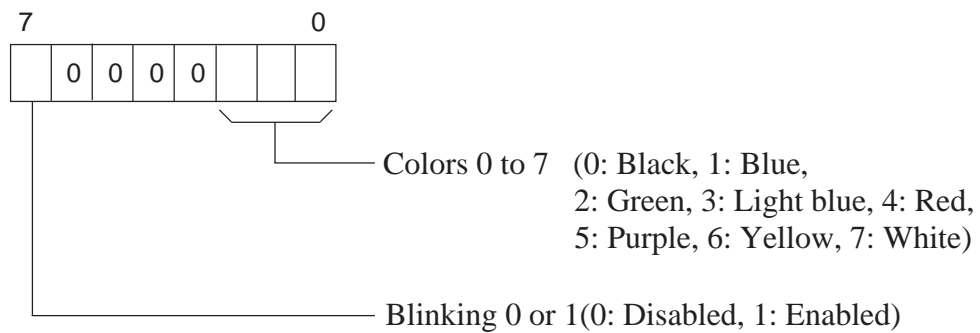 7 0
0 0 0 0
Colors 0 to 7 (0: Black, 1: Blue,
2: Green, 3: Light blue, 4: Red,
5: Purple, 6: Yellow, 7: White)
Blinking 0 or 1(0: Disabled, 1: Enabled)